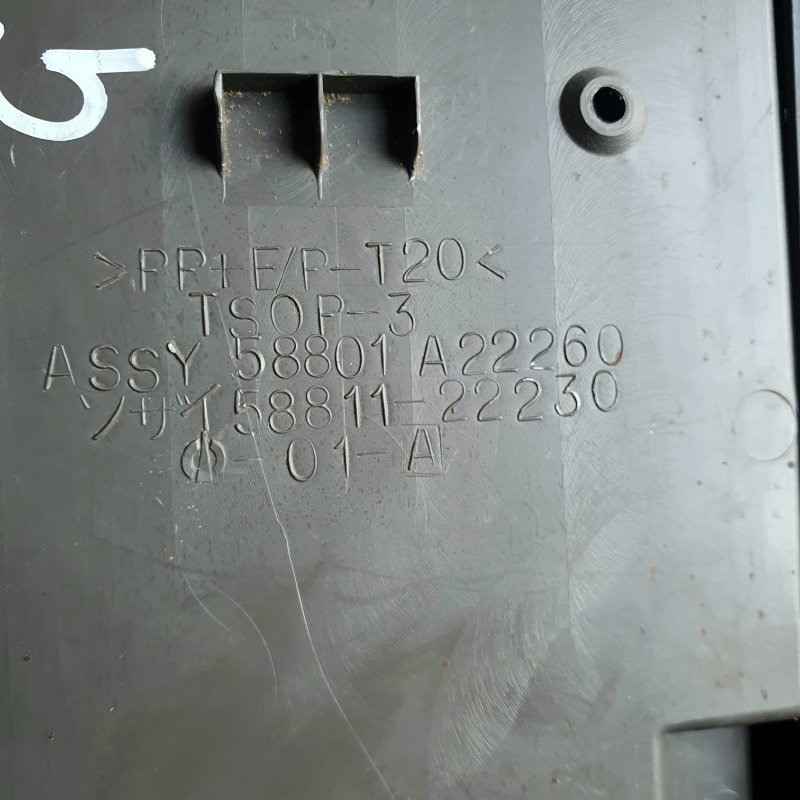 >PP+E/P-T20<
TSOP-3
ASSY 58801 A22260
ソザイ 58811-22230
-01-A